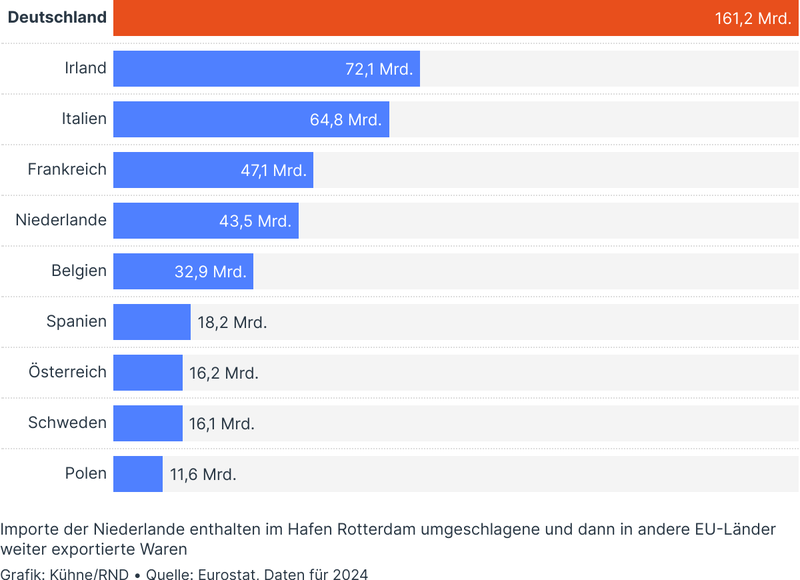 Deutschland 161,2 Mrd.
Irland 72,1 Mrd.
Italien 64,8 Mrd.
Frankreich 47,1 Mrd.
Niederlande 43,5 Mrd.
Belgien 32,9 Mrd.
Spanien 18,2 Mrd.
Österreich 16,2 Mrd.
Schweden 16,1 Mrd.
Polen 11,6 Mrd.
Importe der Niederlande enthalten im Hafen Rotterdam umgeschlagene und dann in andere EU-Länder
weiter exportierte Waren
Grafik: Kühne/RND • Quelle: Eurostat, Daten für 2024